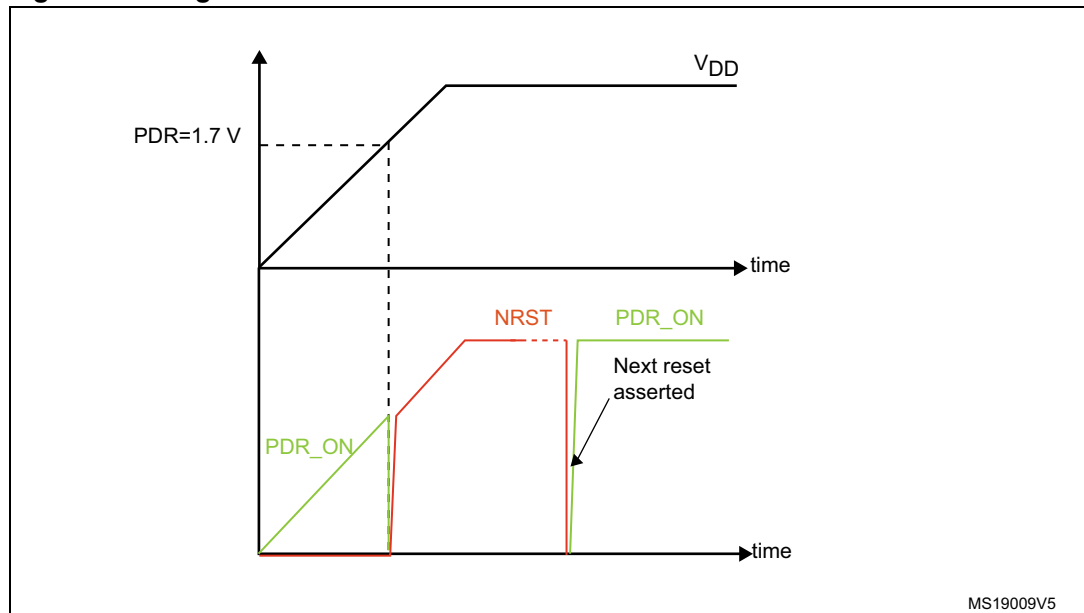 VDD
PDR=1.7 V
time
NRST
PDR_ON
Next reset
asserted
PDR_ON
time
MS19009V5